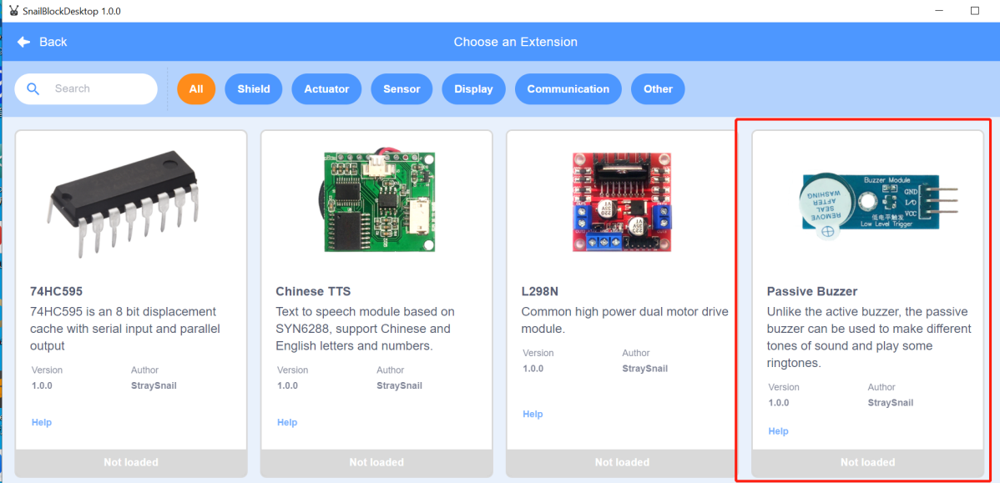 SnailBlockDesktop 1.0.0
Back
Choose an Extension
Search
All
Shield
Actuator
Sensor
Display
Communication
Other
74HC595
74HC595 is an 8 bit displacement
cache with serial input and parallel
output
Version
Author
1.0.0
StraySnail
Help
Not loaded
Chinese TTS
Text to speech module based on
SYN6288, support Chinese and
English letters and numbers.
Version
Author
1.0.0
StraySnail
Help
Not loaded
L298N
Common high power dual motor drive
module.
Version
Author
1.0.0
StraySnail
Help
Not loaded
Buzzer Module
GND
I/O
VCC
低电平触发
Low Level Trigger
REMOVE
SEAL
AFTER
WASHING
Passive Buzzer
Unlike the active buzzer, the passive
buzzer can be used to make different
tones of sound and play some
ringtones.
Version
Author
1.0.0
StraySnail
Help
Not loaded